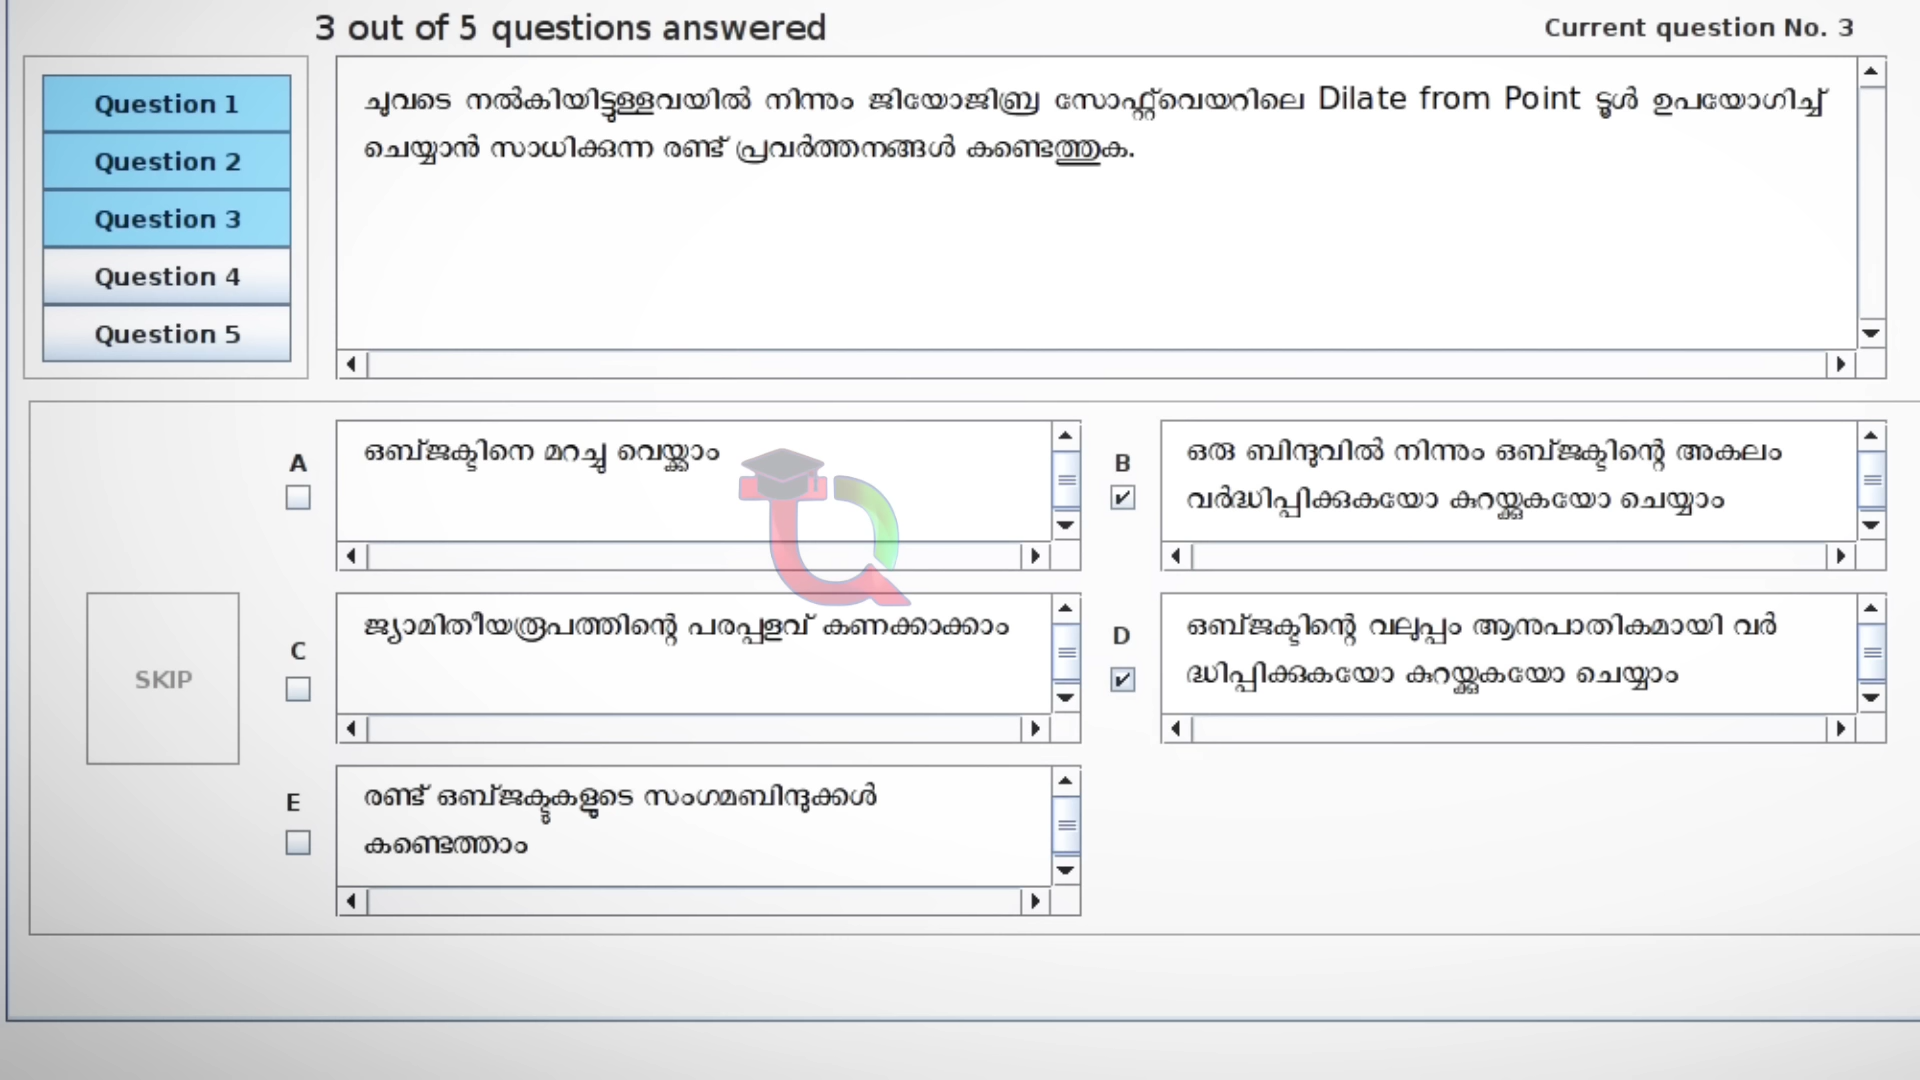 3 out of 5 questions answered
Current question No. 3
Question 1
Question 2
Question 3
Question 4
Question 5
ചുവടെ നൽകിയിട്ടുള്ളവയിൽ നിന്നും ജിയോജിബ്ര സോഫ്റ്റ്‌വെയറിലെ Dilate from Point ടൂൾ ഉപയോഗിച്ച്
ചെയ്യാൻ സാധിക്കുന്ന രണ്ട് പ്രവർത്തനങ്ങൾ കണ്ടെത്തുക.
A
ഒബ്ജക്ടിനെ മറച്ചു വെയ്ക്കാം
B
ഒരു ബിന്ദുവിൽ നിന്നും ഒബ്ജക്ടിന്റെ അകലം
വർദ്ധിപ്പിക്കുകയോ കുറയ്ക്കുകയോ ചെയ്യാം
SKIP
C
ജ്യാമിതീയരൂപത്തിന്റെ പരപ്പളവ് കണക്കാക്കാം
D
ഒബ്ജക്ടിന്റെ വലുപ്പം ആനുപാതികമായി വർ
ദ്ധിപ്പിക്കുകയോ കുറയ്ക്കുകയോ ചെയ്യാം
E
രണ്ട് ഒബ്ജക്ടുകളുടെ സംഗമബിന്ദുക്കൾ
കണ്ടെത്താം